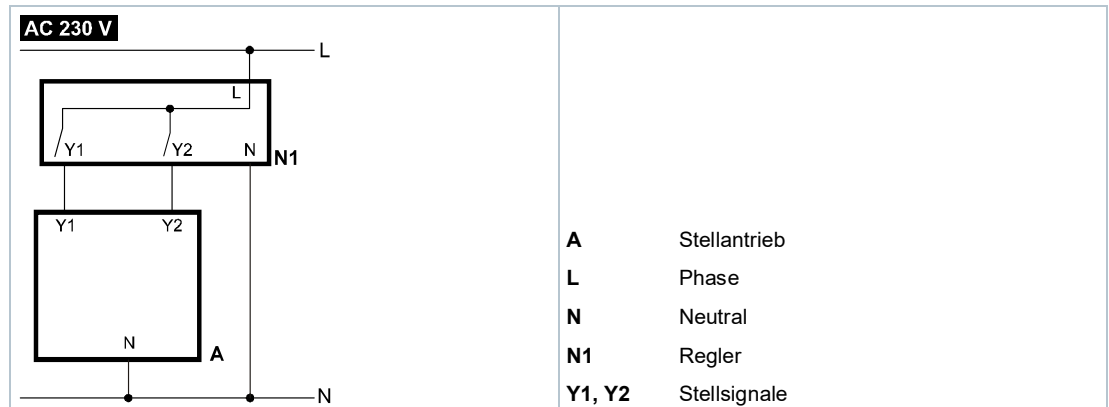 AC 230 V
L
L
Y1 Y2 N
N1
Y1 Y2
N
A
N
A Stellantrieb
L Phase
N Neutral
N1 Regler
Y1, Y2 Stellsignale